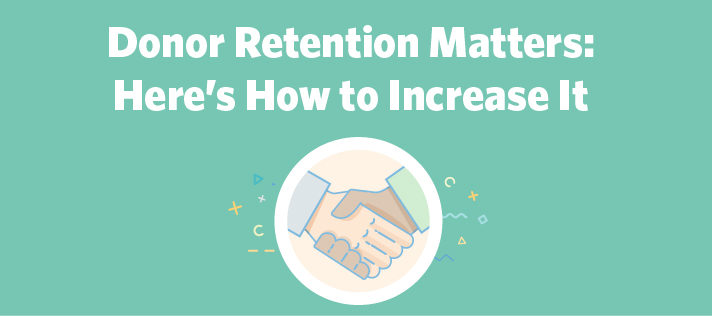 Donor Retention Matters:
Here’s How to Increase It